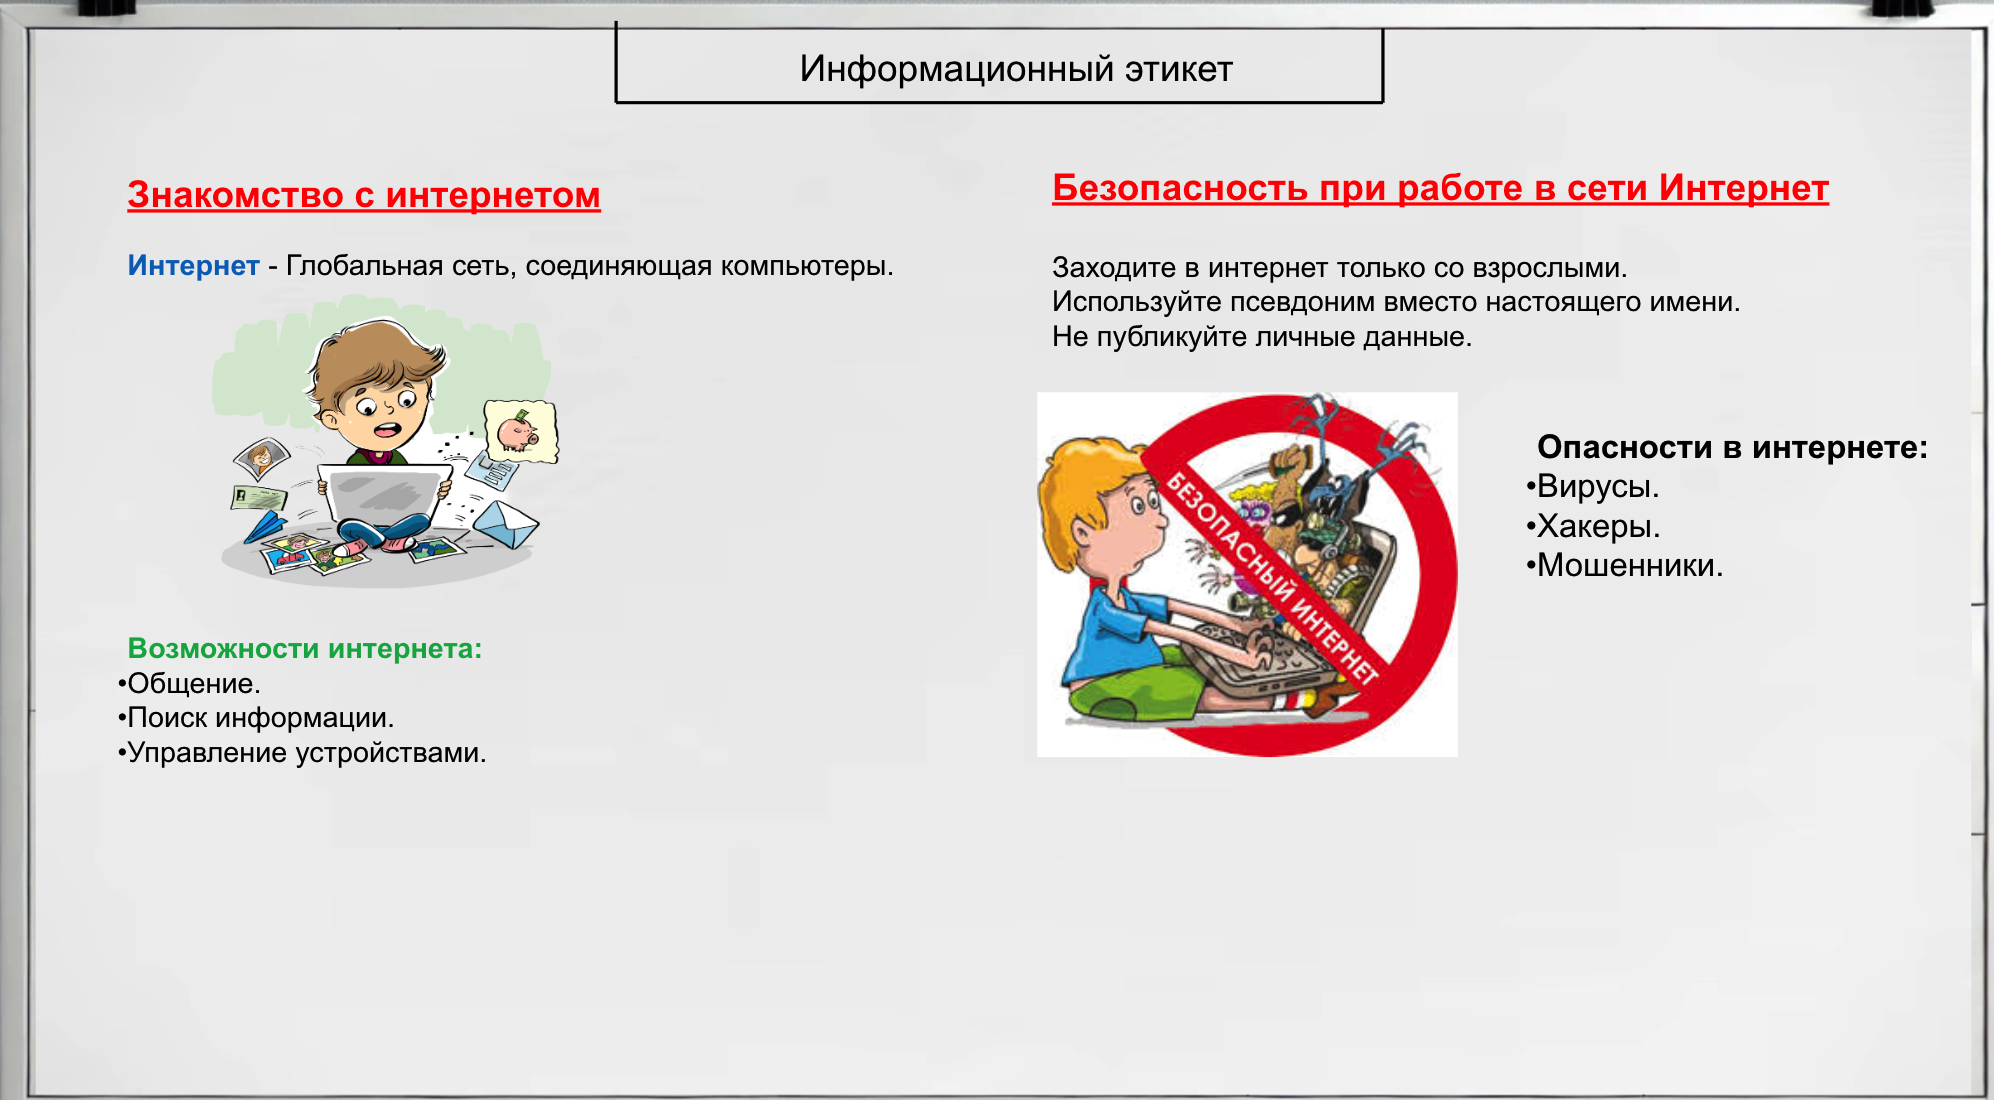 Информационный этикет
Знакомство с интернетом
Интернет - Глобальная сеть, соединяющая компьютеры.
Возможности интернета:
•Общение.
•Поиск информации.
•Управление устройствами.
Безопасность при работе в сети Интернет
Заходите в интернет только со взрослыми.
Используйте псевдоним вместо настоящего имени.
Не публикуйте личные данные.
БЕЗОПАСНЫЙ ИНТЕРНЕТ
Опасности в интернете:
•Вирусы.
•Хакеры.
•Мошенники.